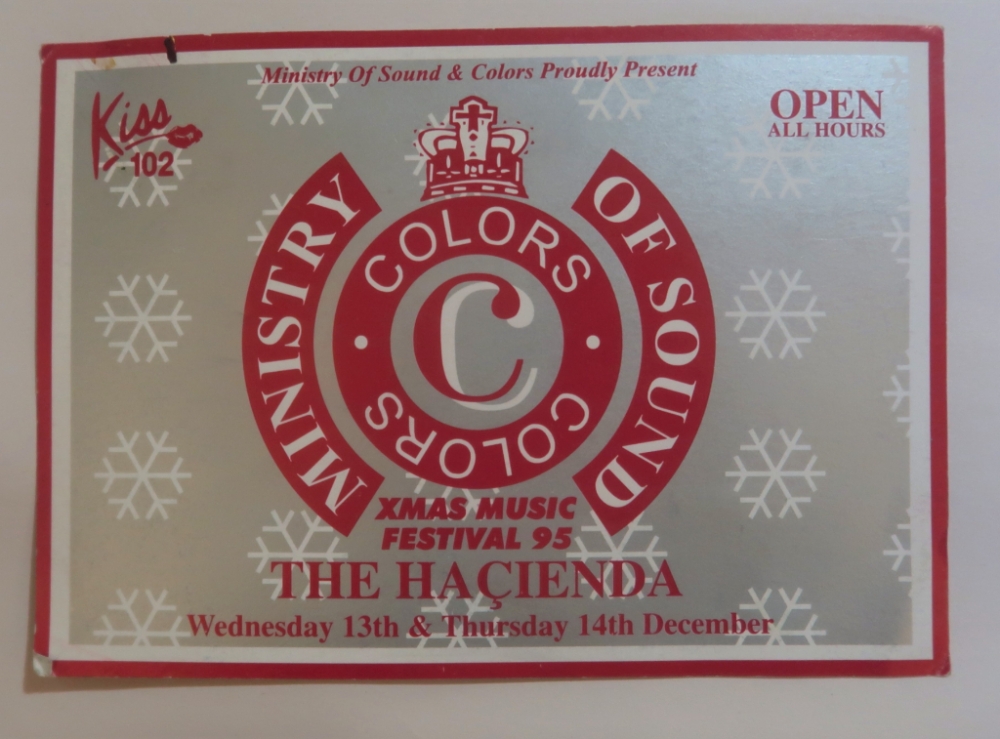 Ministry Of Sound & Colors Proudly Present
Kiss
102
OPEN
ALL HOURS
MINISTRY
OF SOUND
COLORS
C
COLORS
XMAS MUSIC
FESTIVAL 95
THE HAÇIENDA
Wednesday 13th & Thursday 14th December